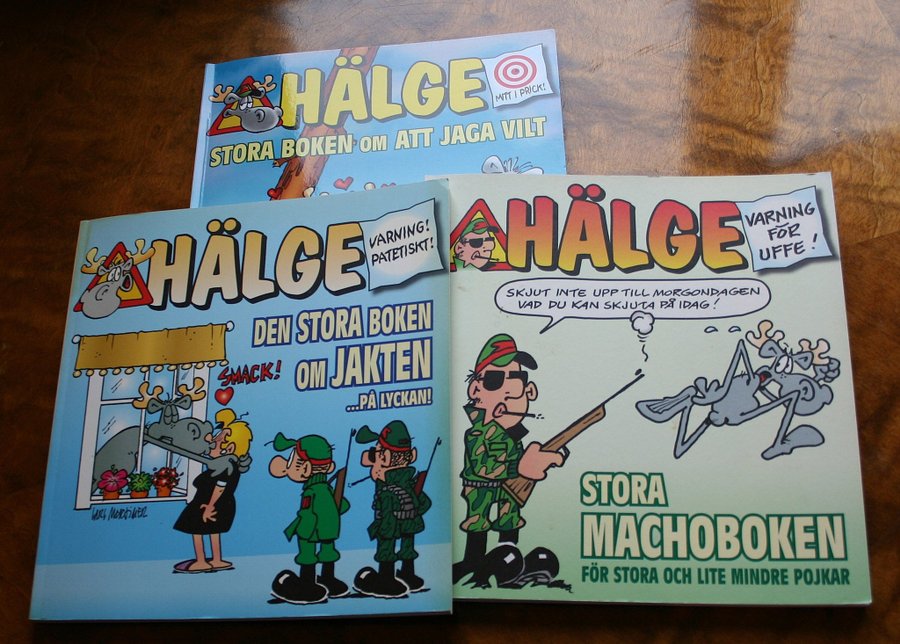 HÄLGE
MITT I PRICK!
STORA BOKEN OM ATT JAGA VILT
HÄLGE
VARNING!
PATETISKT!
DEN STORA BOKEN
OM JAKTEN
...PÅ LYCKAN!
SMACK!
LARS MORTIMER
HÄLGE
VARNING
FÖR
UFFE!
SKJUT INTE UPP TILL MORGONDAGEN
VAD DU KAN SKJUTA PÅ IDAG!
STORA
MACHOBOKEN
FÖR STORA OCH LITE MINDRE POJKAR